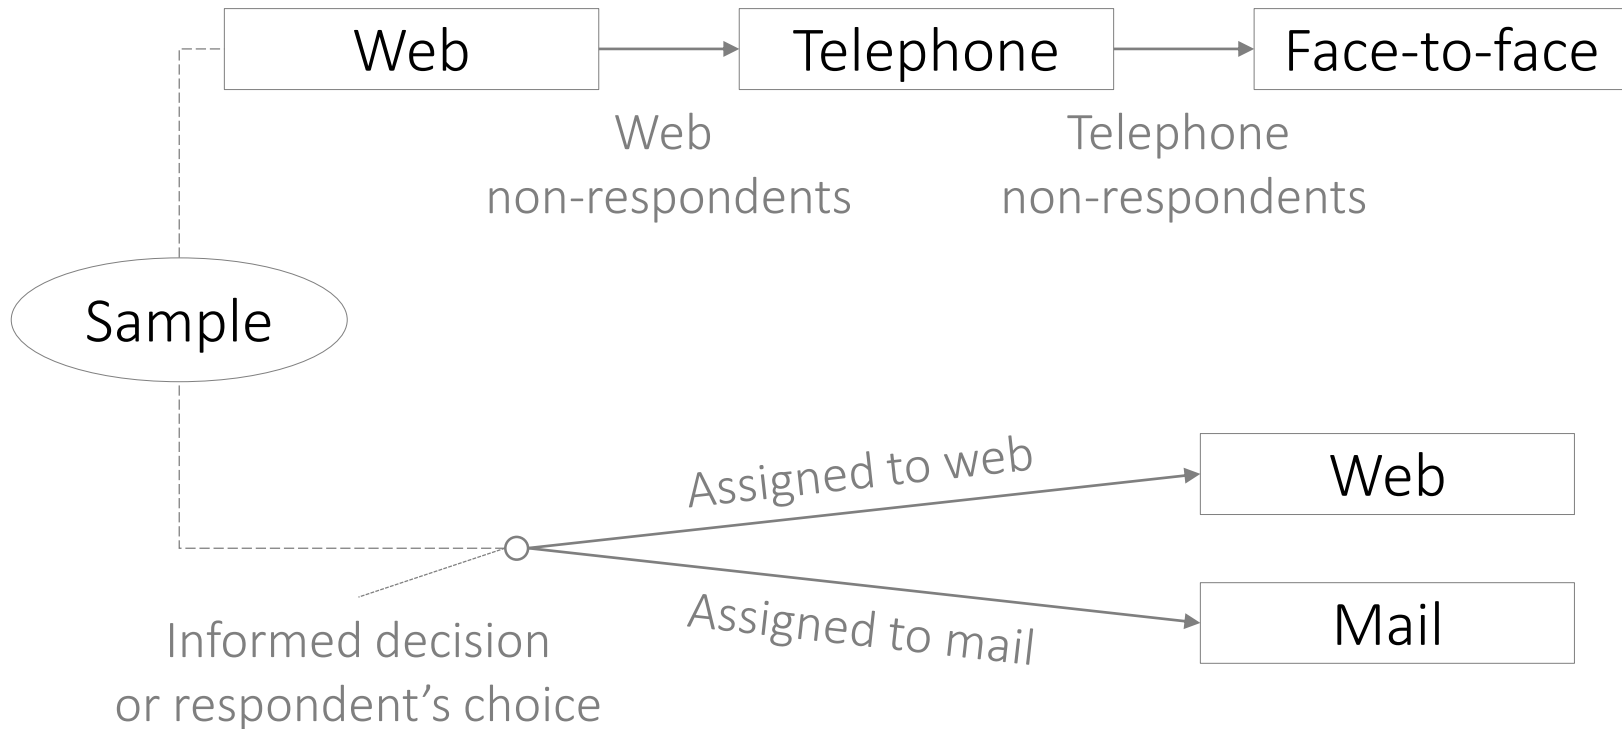 Web
Telephone
Face-to-face
Web
non-respondents
Telephone
non-respondents
Sample
Assigned to web
Web
Assigned to mail
Mail
Informed decision
or respondent’s choice